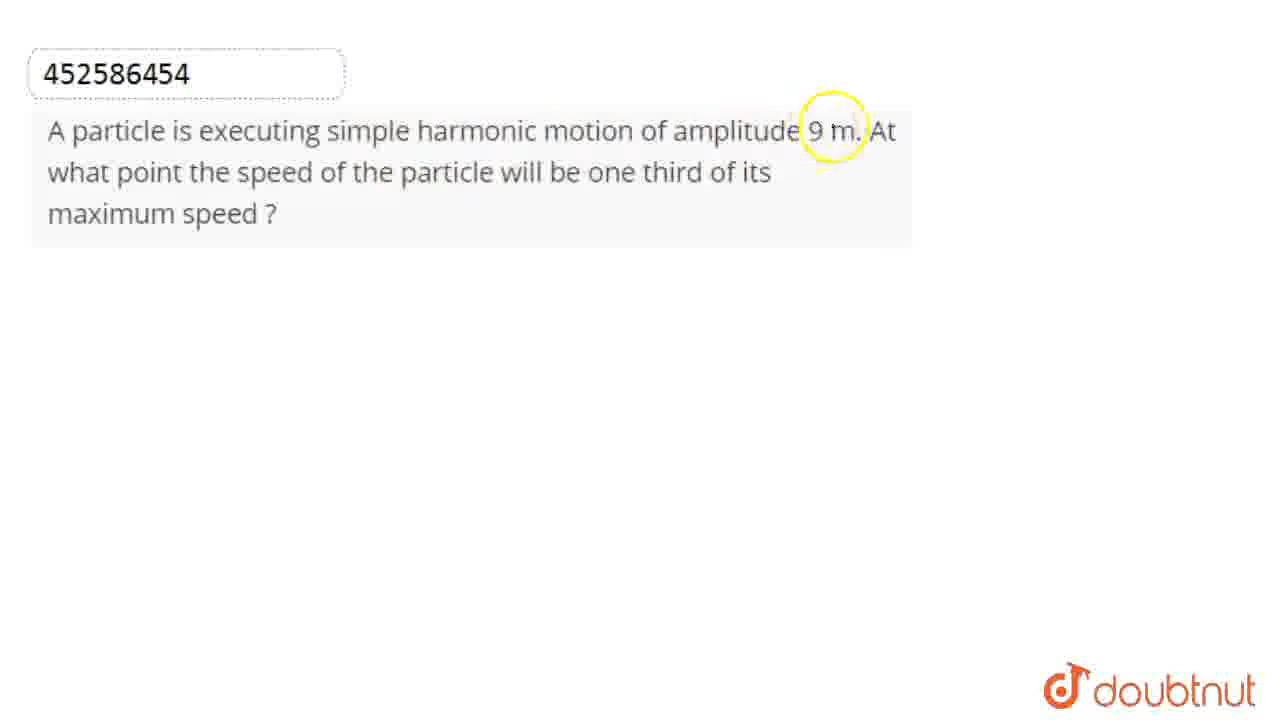 452586454
A particle is executing simple harmonic motion of amplitude 9 m. At
what point the speed of the particle will be one third of its
maximum speed ?
doubtnut